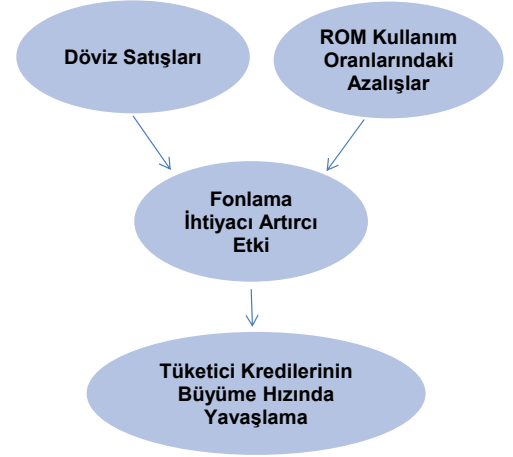 Döviz Satışları
ROM Kullanım
Oranlarındaki
Azalışlar
Fonlama
İhtiyacı Artırcı
Etki
Tüketici Kredilerinin
Büyüme Hızında
Yavaşlama